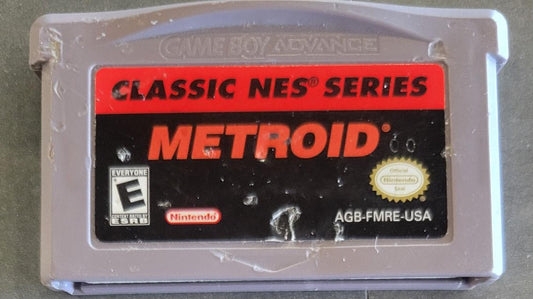 GAME BOY ADVANCE
CLASSIC NES® SERIES
METROID®
00
EVERYONE
E
CONTENT RATED BY
ESRB
Nintendo
Official
Nintendo
Seal
AGB-FMRE-USA